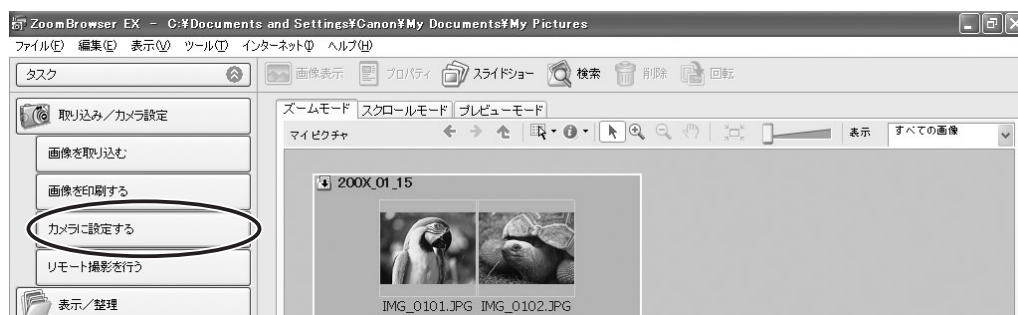 ZoomBrowser EX - C:¥Documents and Settings¥Canon¥My Documents¥My Pictures
ファイル(F) 編集(E) 表示(V) ツール(T) インターネット(I) ヘルプ(H)
タスク
画像表示 プロパティ スライドショー 検索 削除 回転
取り込み/カメラ設定
ズームモード スクロールモード プレビューモード
マイ ピクチャ 表示 すべての画像
画像を取り込む
200X_01_15
画像を印刷する
カメラに設定する
リモート撮影を行う
表示/整理
IMG_0101.JPG IMG_0102.JPG